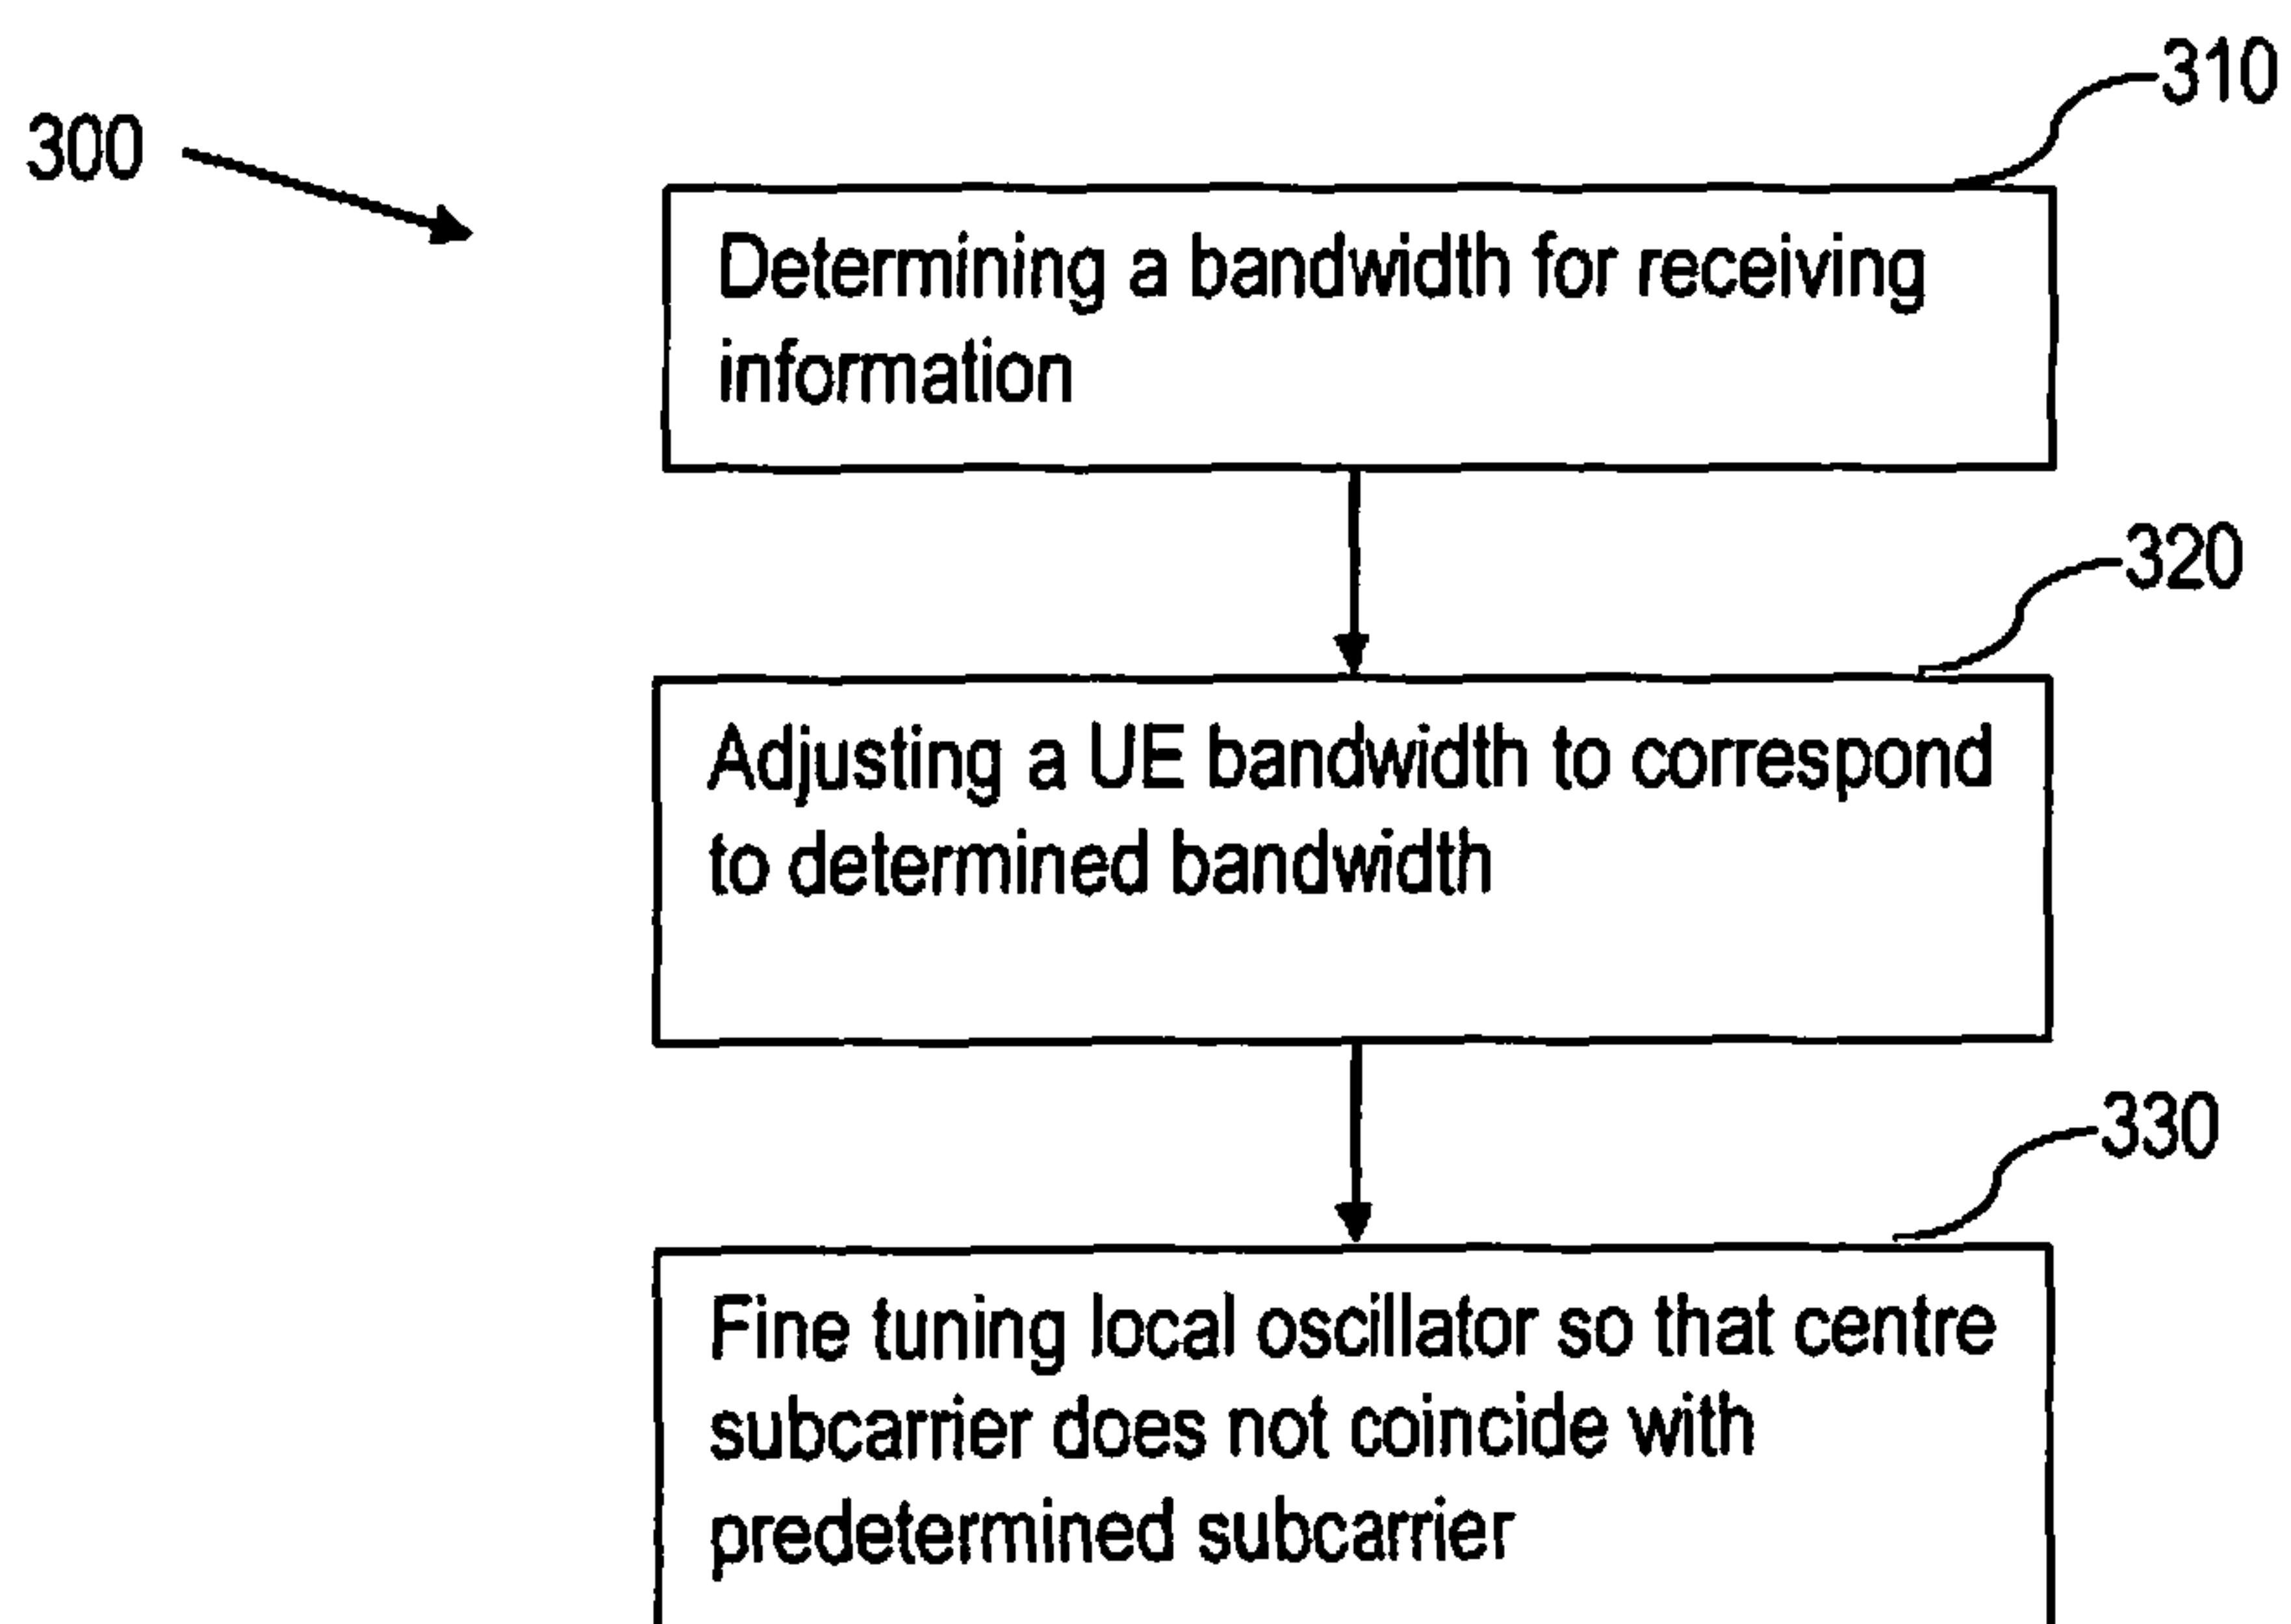 310
300
Determining a bandwidth for receiving
information
320
Adjusting a UE bandwidth to correspond
to determined bandwidth
330
Fine tuning local oscillator so that centre
subcarrier does not coincide with
predetermined subcarrier